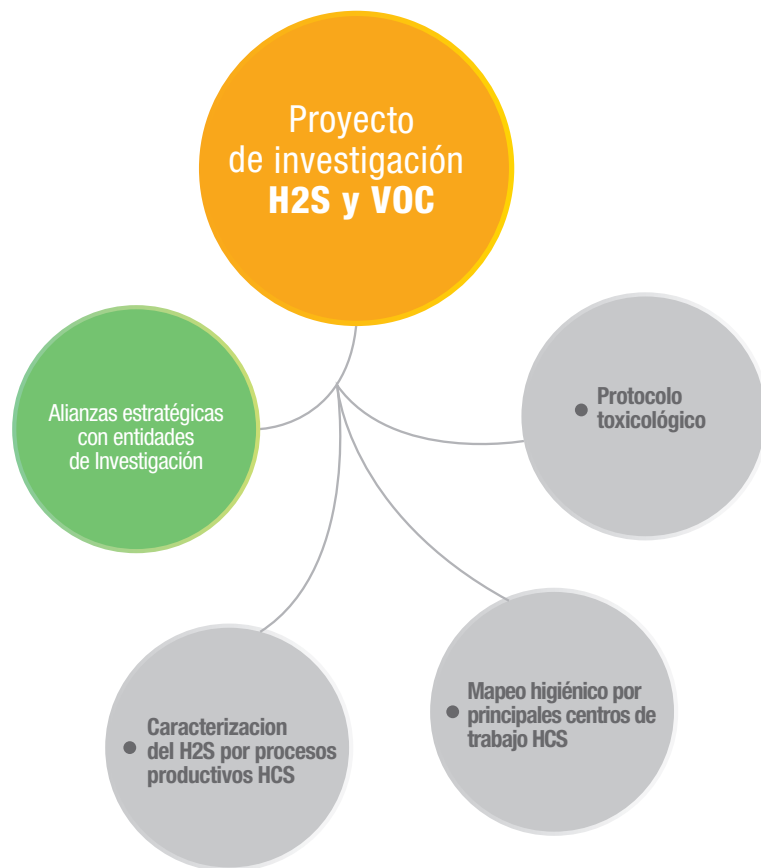 Proyecto
de investigación
H2S y VOC
Alianzas estratégicas
con entidades
de Investigación
• Protocolo
toxicológico
• Caracterizacion
del H2S por procesos
productivos HCS
• Mapeo higiénico por
principales centros de
trabajo HCS